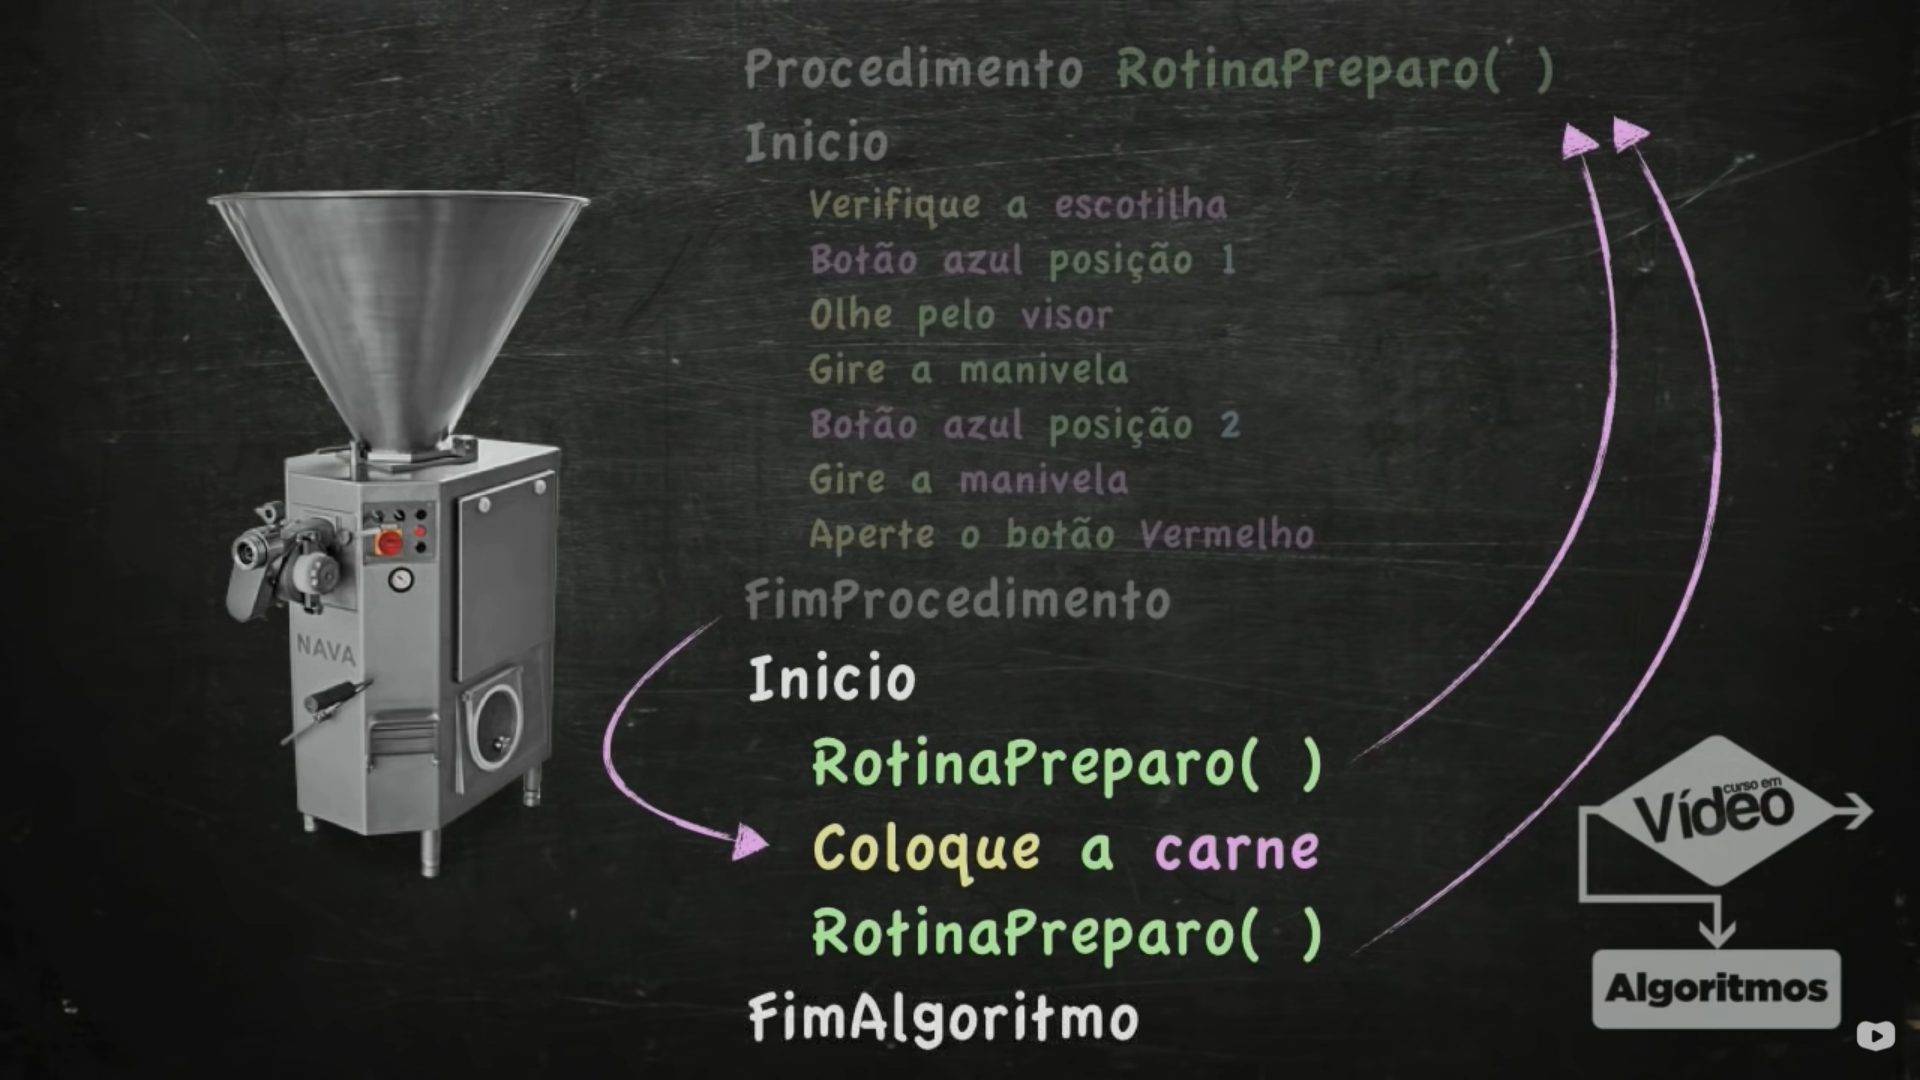 Procedimento RotinaPreparo( )
Inicio
Verifique a escotilha
Botão azul posição 1
Olhe pelo visor
Gire a manivela
Botão azul posição 2
Gire a manivela
Aperte o botão Vermelho
FimProcedimento
Inicio
RotinaPreparo( )
Coloque a carne
RotinaPreparo( )
FimAlgoritmo
NAVA
curso em
Vídeo
Algoritmos